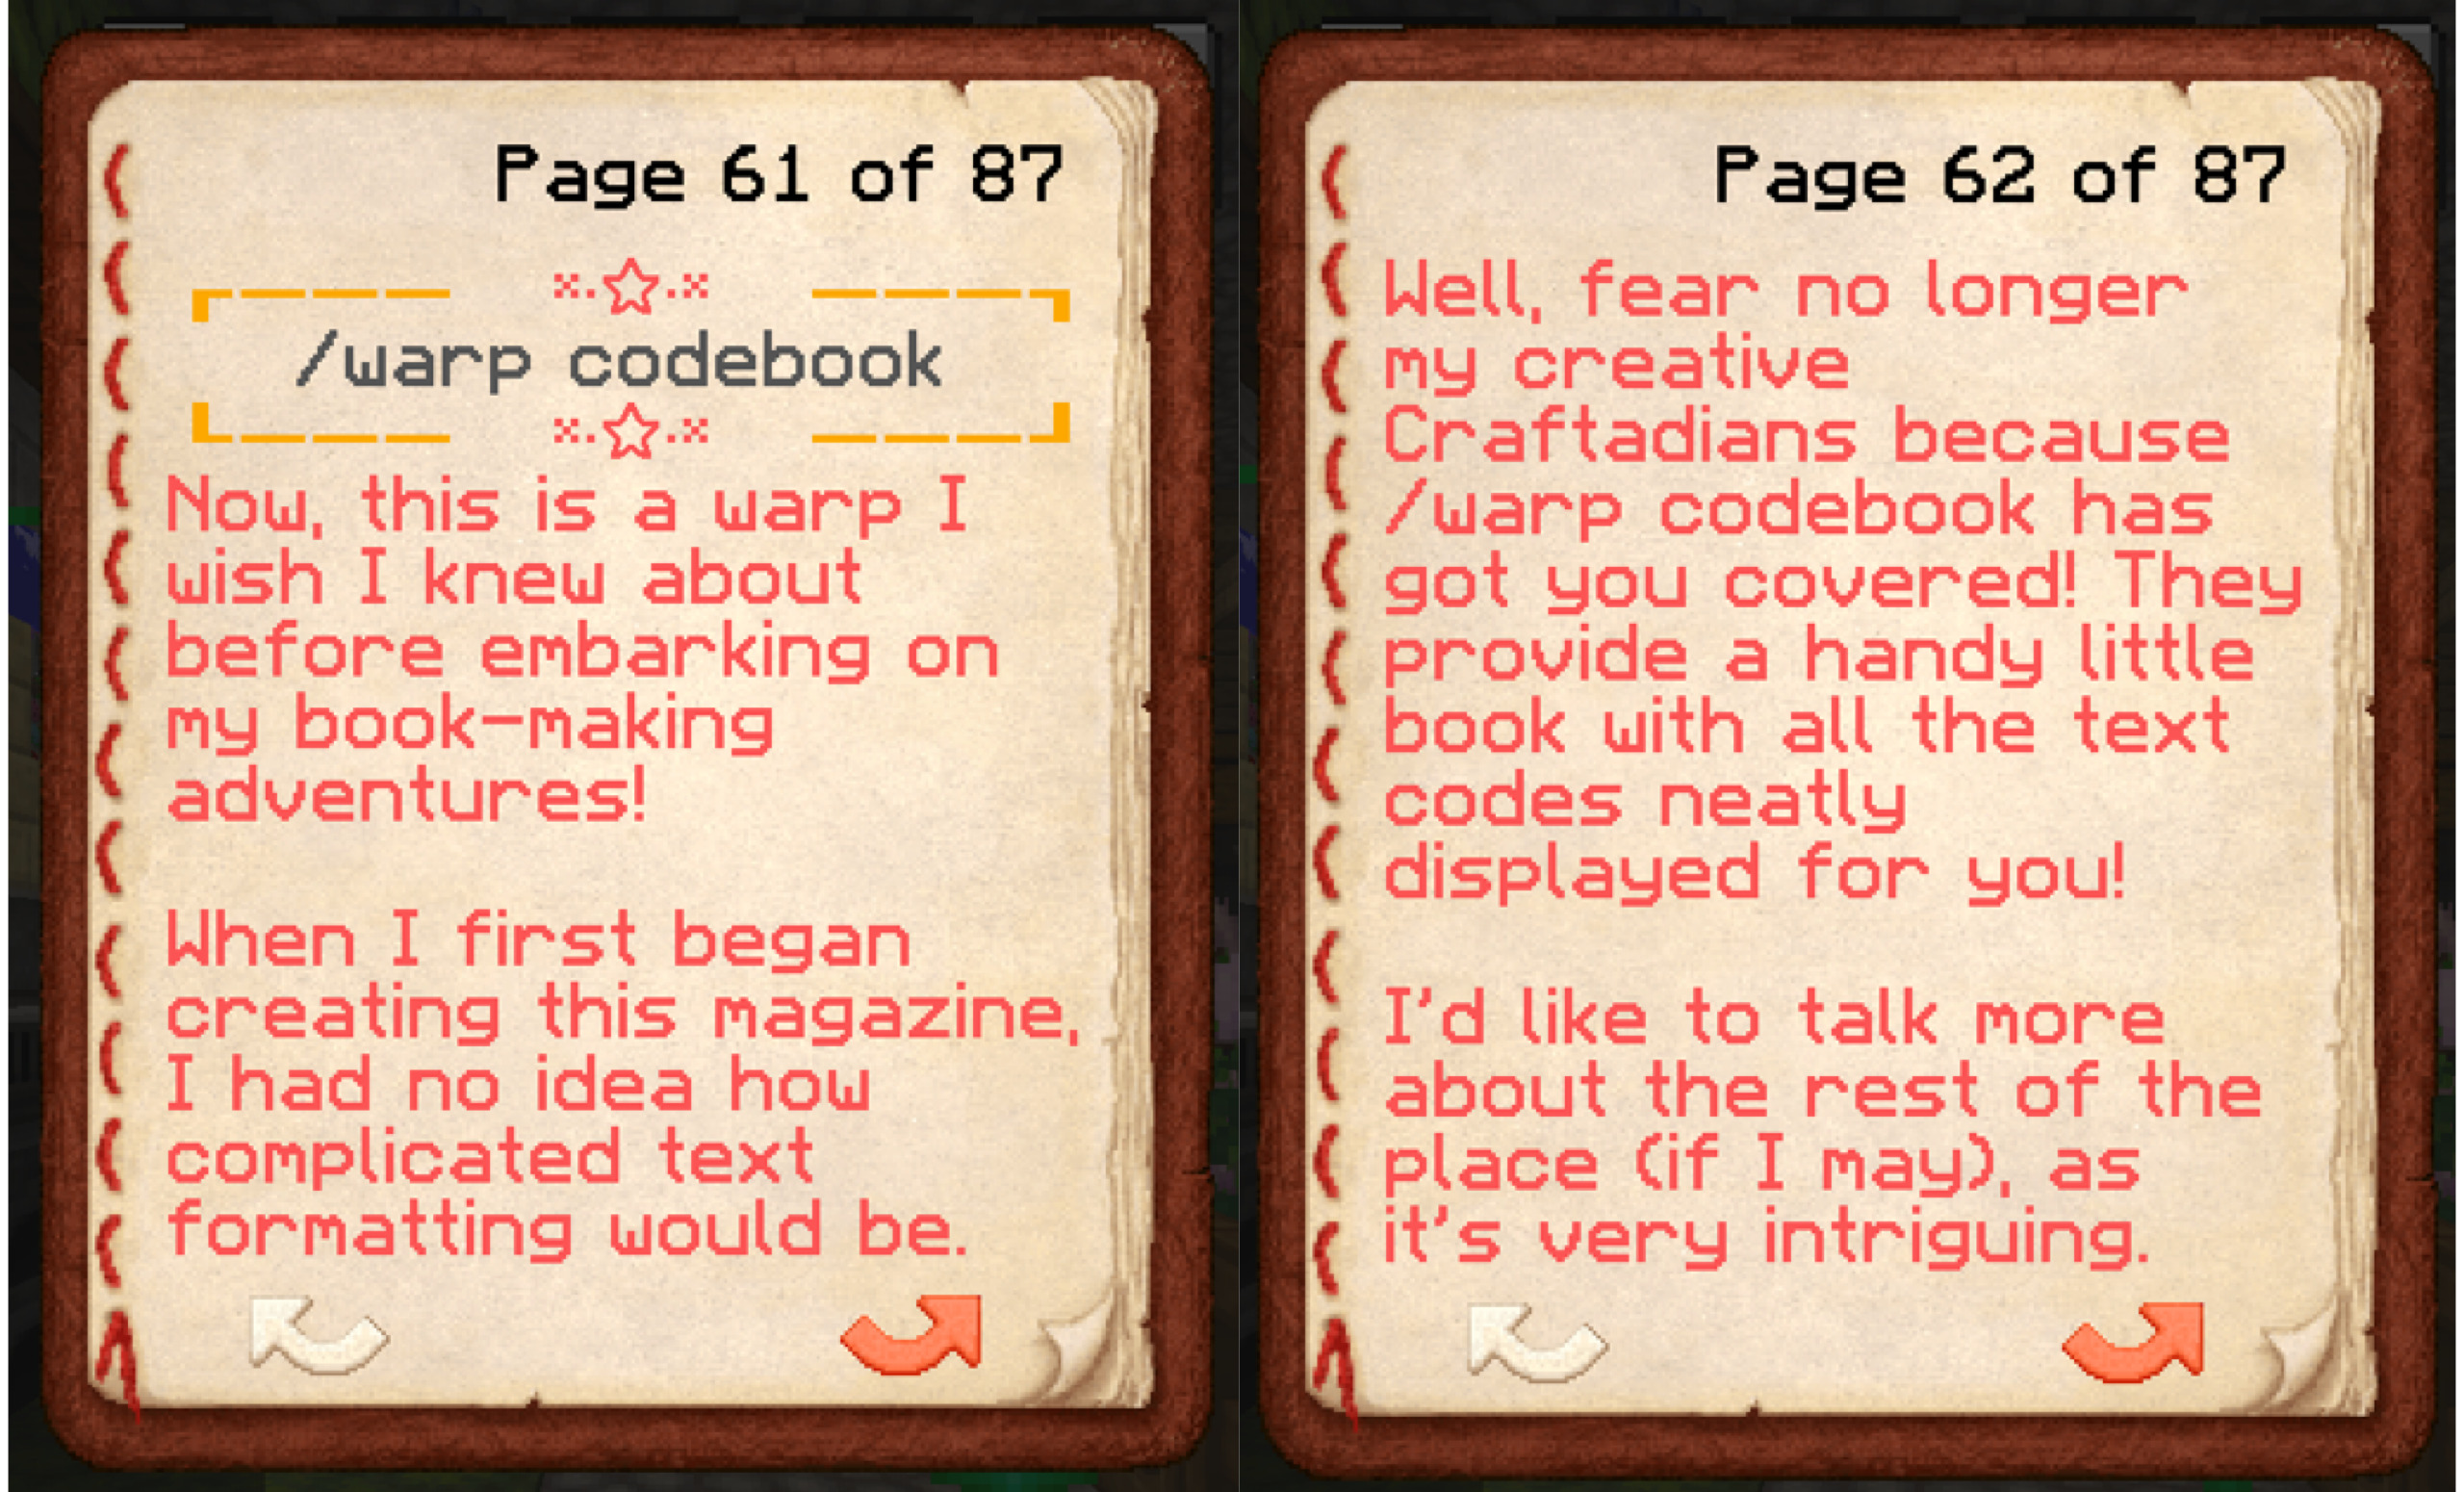 Page 61 of 87
×·☆·×
/warp codebook
×·☆·×
Now, this is a warp I
wish I knew about
before embarking on
my book-making
adventures!
When I first began
creating this magazine,
I had no idea how
complicated text
formatting would be.
Page 62 of 87
Well, fear no longer
my creative
Craftadians because
/warp codebook has
got you covered! They
provide a handy little
book with all the text
codes neatly
displayed for you!
I'd like to talk more
about the rest of the
place (if I may), as
it's very intriguing.